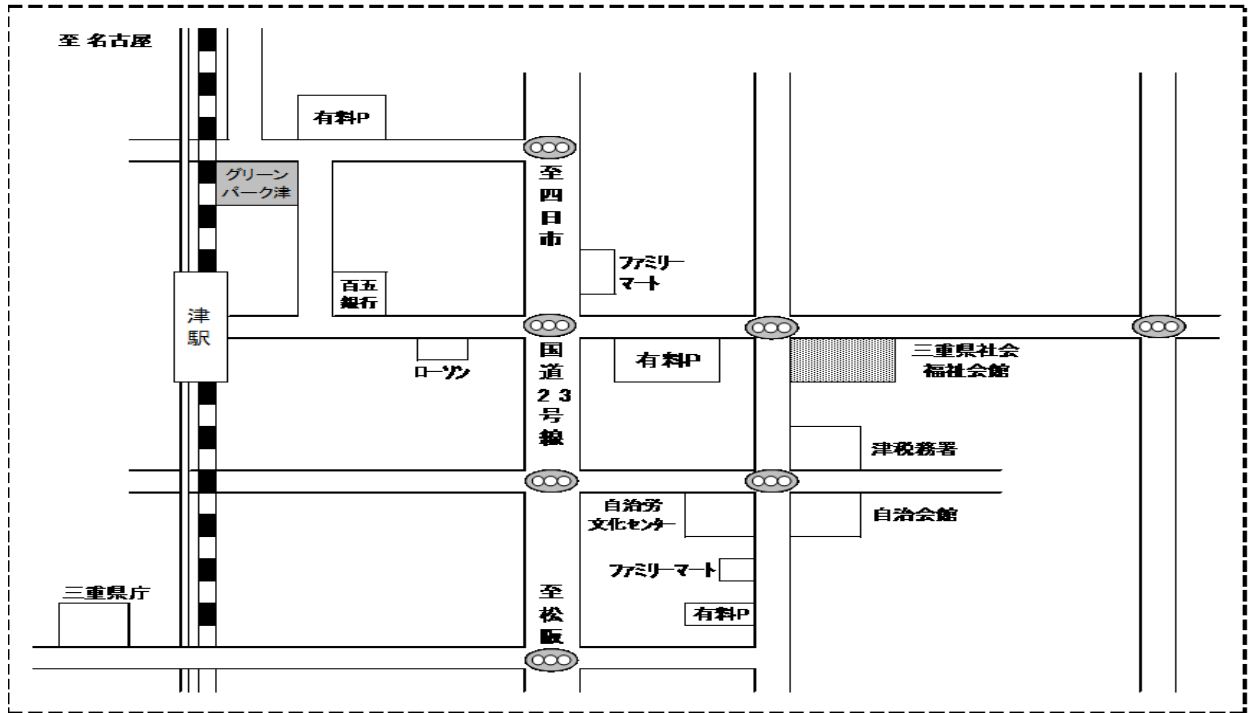 至 名古屋
有料P
グリーン
パーク津
至四日市
ファミリー
マート
百五
銀行
津駅
ローソン
国道23号線
有料P
三重県社会
福祉会館
津税務署
自治労
文化センター
自治会館
ファミリーマート
三重県庁
至松阪
有料P